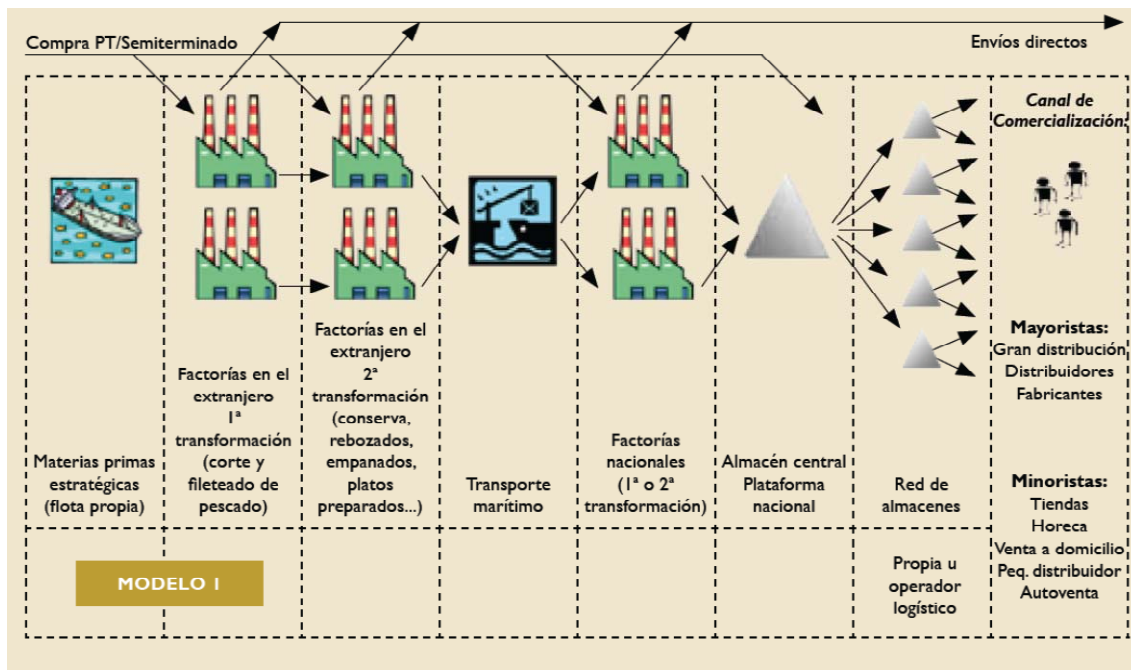 Compra PT/Semiterminado
Envíos directos
Materias primas
estratégicas
(flota propia)
Factorías en el
extranjero
1ª
transformación
(corte y
fileteado de
pescado)
Factorías en el
extranjero
2ª
transformación
(conserva,
rebozados,
empanados,
platos
preparados...)
Transporte
marítimo
Factorías
nacionales
(1ª o 2ª
transformación)
Almacén central
Plataforma
nacional
Red de
almacenes
Canal de
Comercialización:
Mayoristas:
Gran distribución
Distribuidores
Fabricantes
Minoristas:
Tiendas
Horeca
Venta a domicilio
Peq. distribuidor
Autoventa
MODELO 1
Propia u
operador
logístico